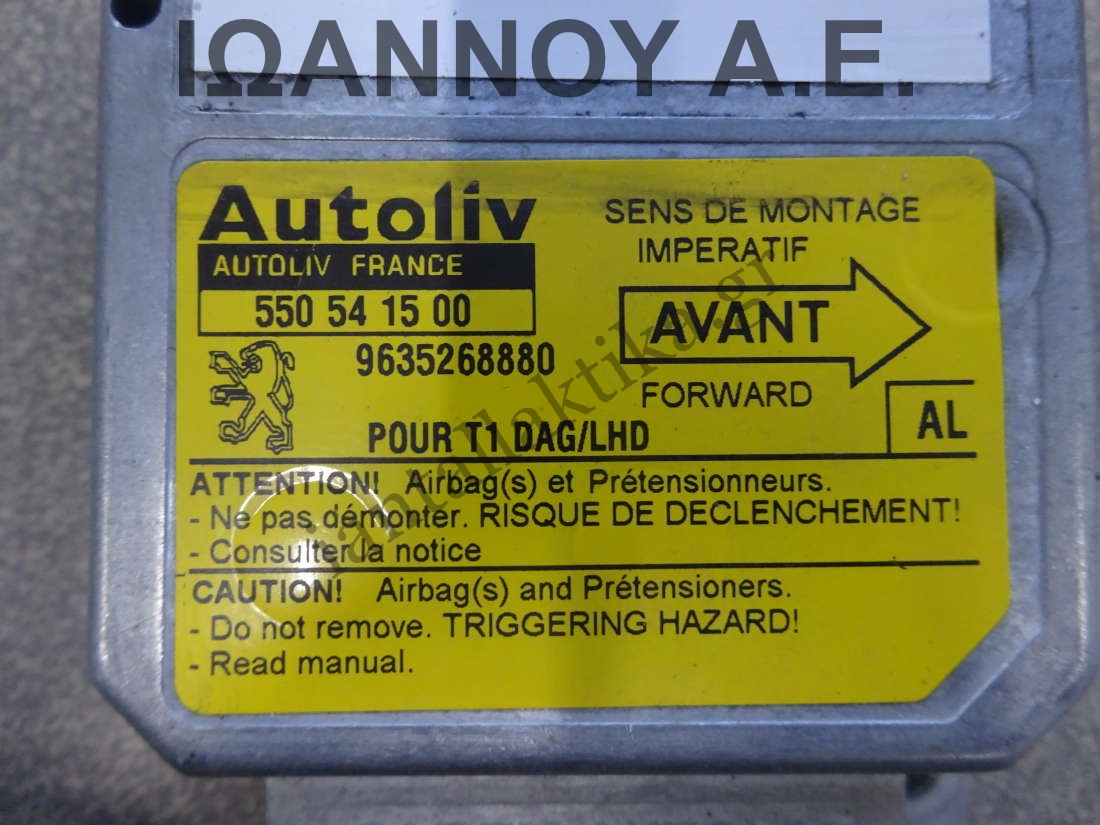 ΙΩΑΝΝΟΥ Α.Ε.
Autoliv
AUTOLIV FRANCE
550 54 15 00
9635268880
POUR T1 DAG/LHD
SENS DE MONTAGE
IMPERATIF
AVANT
FORWARD
AL
ATTENTION! Airbag(s) et Prétensionneurs.
- Ne pas démonter. RISQUE DE DECLENCHEMENT!
- Consulter la notice
CAUTION! Airbag(s) and Prétensioners.
- Do not remove. TRIGGERING HAZARD!
- Read manual.